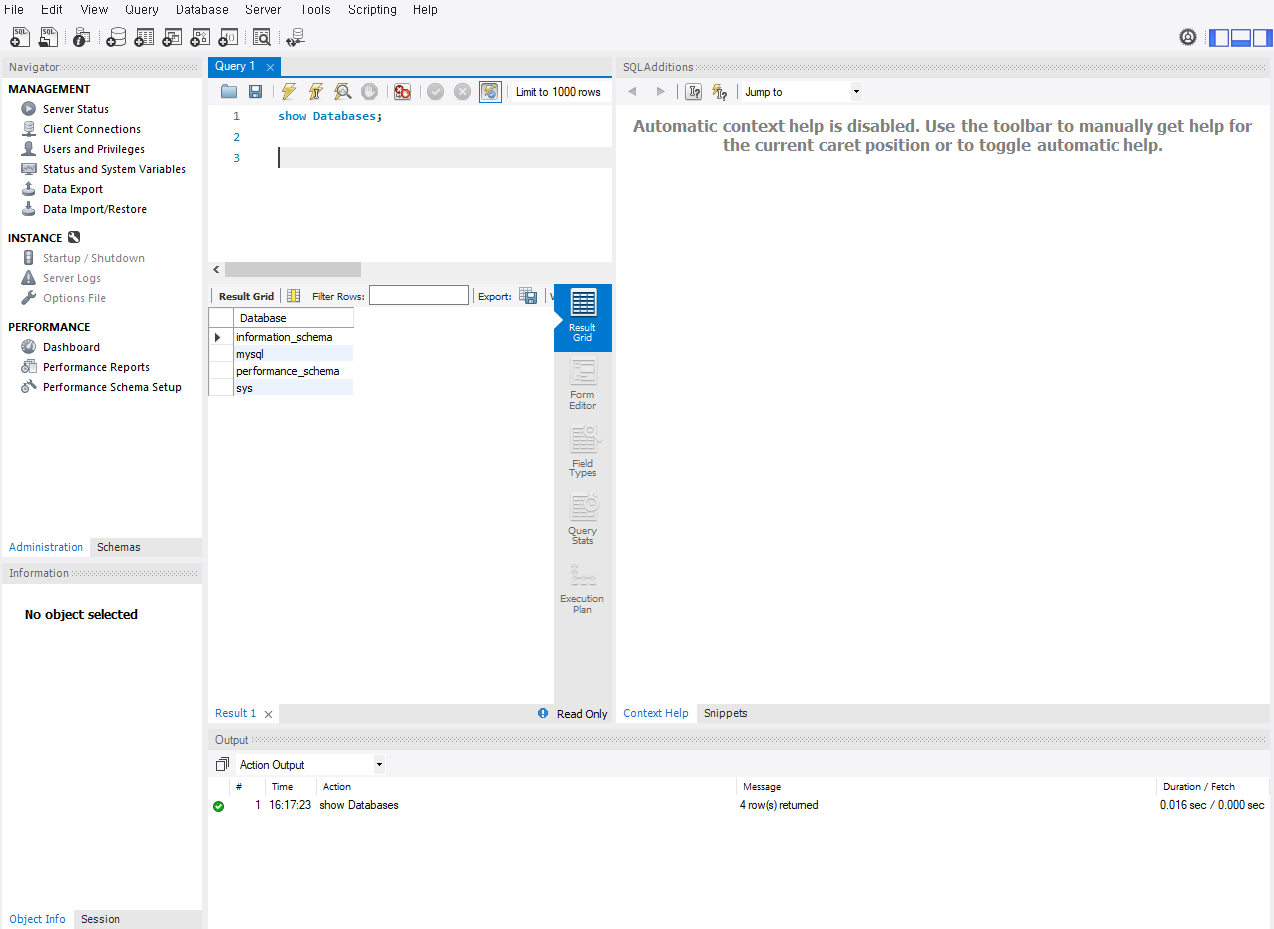 File Edit View Query Database Server Tools Scripting Help
Navigator
MANAGEMENT
Server Status
Client Connections
Users and Privileges
Status and System Variables
Data Export
Data Import/Restore
INSTANCE
Startup / Shutdown
Server Logs
Options File
PERFORMANCE
Dashboard
Performance Reports
Performance Schema Setup
Administration Schemas
Information
No object selected
Object Info Session
Query 1
Limit to 1000 rows
1 show Databases;
2
3
Result Grid Filter Rows: Export:
Database
information_schema
mysql
performance_schema
sys
Result
Grid
Form
Editor
Field
Types
Query
Stats
Execution
Plan
Result 1 Read Only
SQLAdditions
Jump to
Automatic context help is disabled. Use the toolbar to manually get help for
the current caret position or to toggle automatic help.
Context Help Snippets
Output
Action Output
# Time Action Message Duration / Fetch
1 16:17:23 show Databases 4 row(s) returned 0.016 sec / 0.000 sec